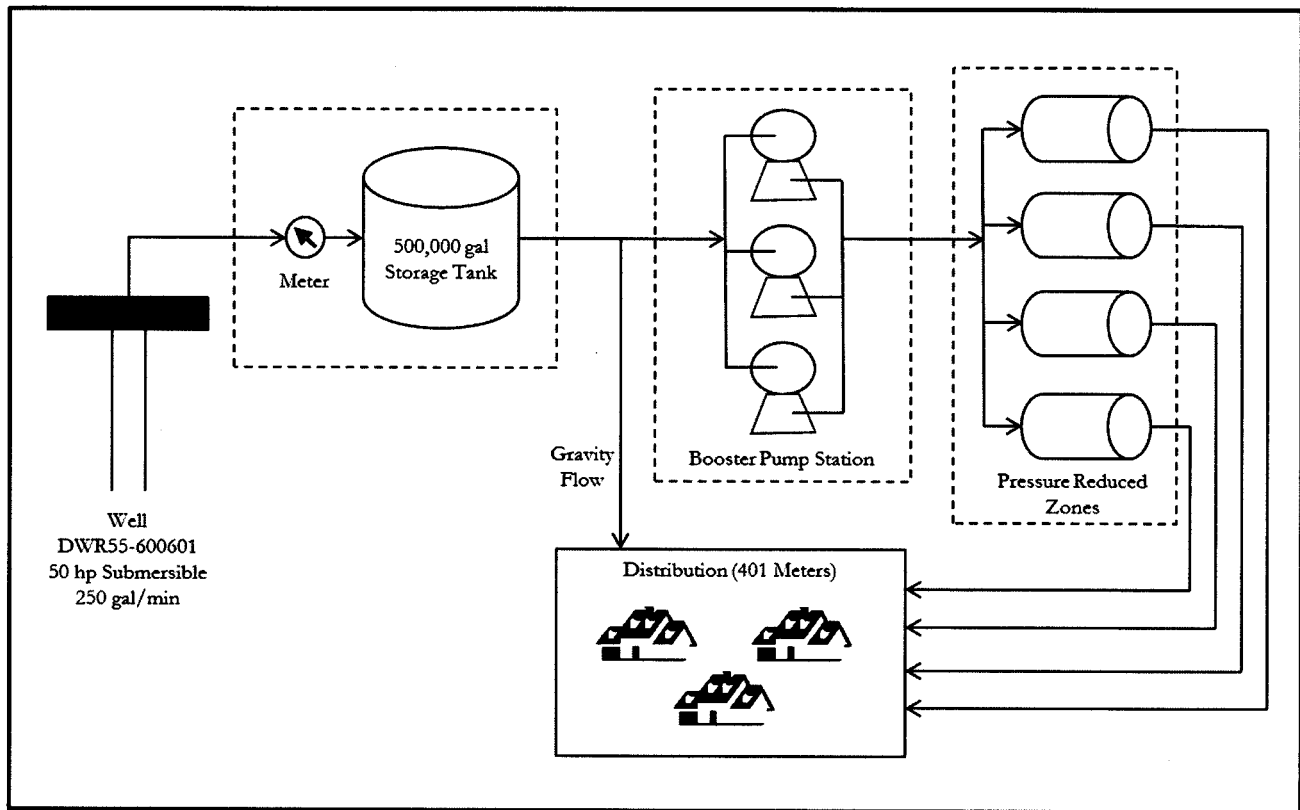 Well
DWR55-600601
50 hp Submersible
250 gal/min
Meter
500,000 gal
Storage Tank
Gravity
Flow
Booster Pump Station
Pressure Reduced
Zones
Distribution (401 Meters)